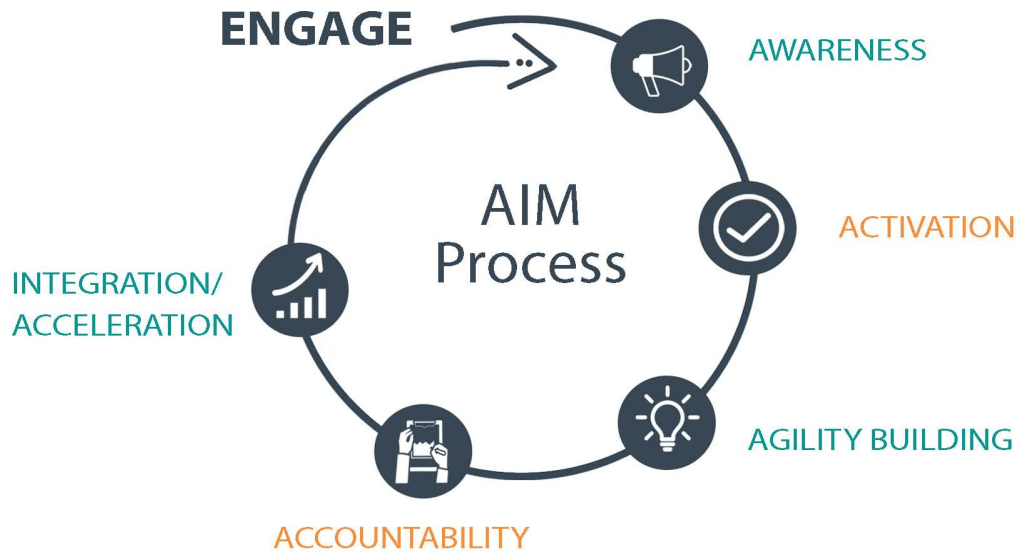 ENGAGE
AWARENESS
AIM
Process
ACTIVATION
INTEGRATION/
ACCELERATION
AGILITY BUILDING
ACCOUNTABILITY